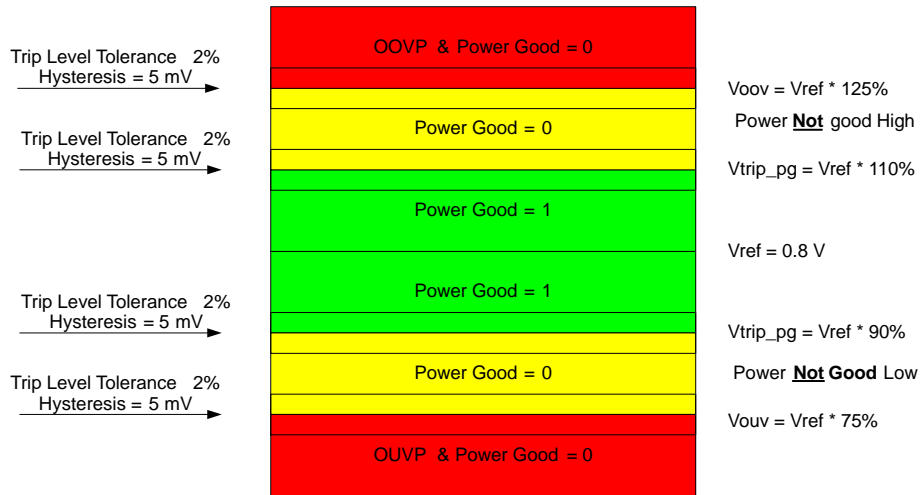 OOVP & Power Good = 0
Trip Level Tolerance 2%
Hysteresis = 5 mV
Voov = Vref * 125%
Power Good = 0
Power Not good High
Trip Level Tolerance 2%
Hysteresis = 5 mV
Vtrip_pg = Vref * 110%
Power Good = 1
Vref = 0.8 V
Power Good = 1
Trip Level Tolerance 2%
Hysteresis = 5 mV
Vtrip_pg = Vref * 90%
Power Good = 0
Power Not Good Low
Trip Level Tolerance 2%
Hysteresis = 5 mV
Vouv = Vref * 75%
OUVP & Power Good = 0